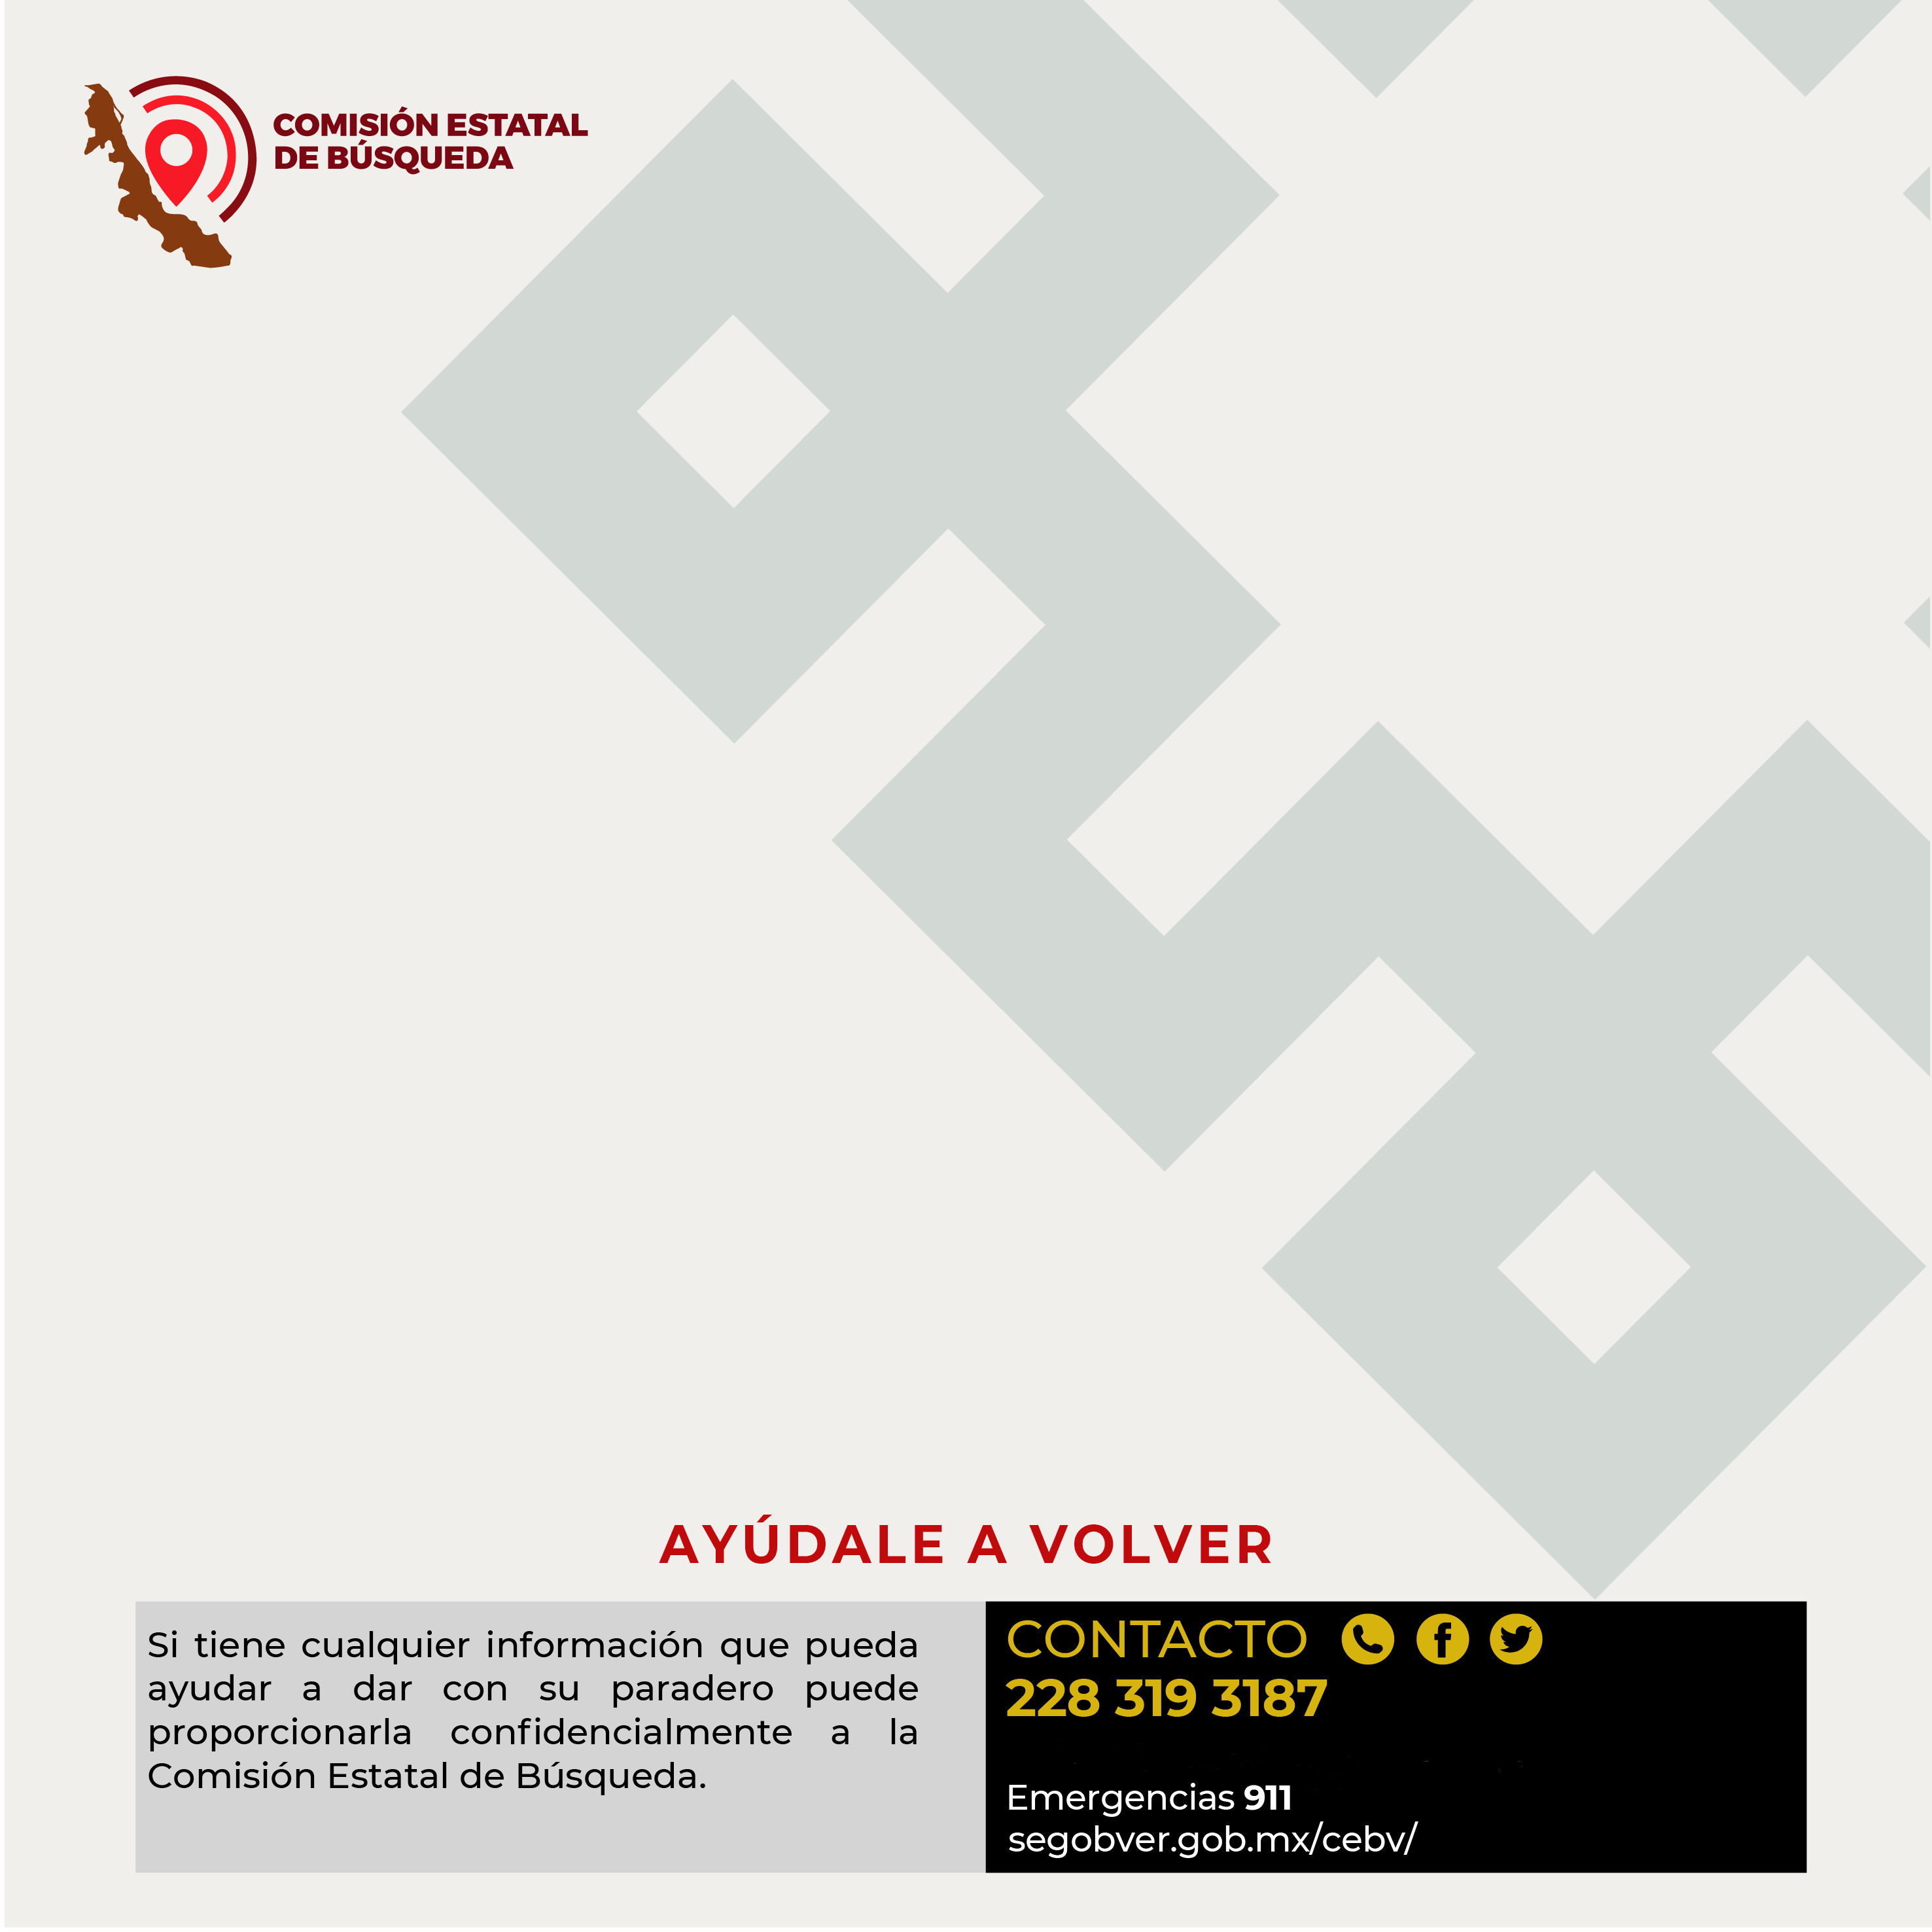 COMISIÓN ESTATAL
DE BÚSQUEDA
AYÚDALE A VOLVER
Si tiene cualquier información que pueda
ayudar a dar con su paradero puede
proporcionarla confidencialmente a la
Comisión Estatal de Búsqueda.
CONTACTO
228 319 3187
Emergencias 911
segobver.gob.mx/cebv/